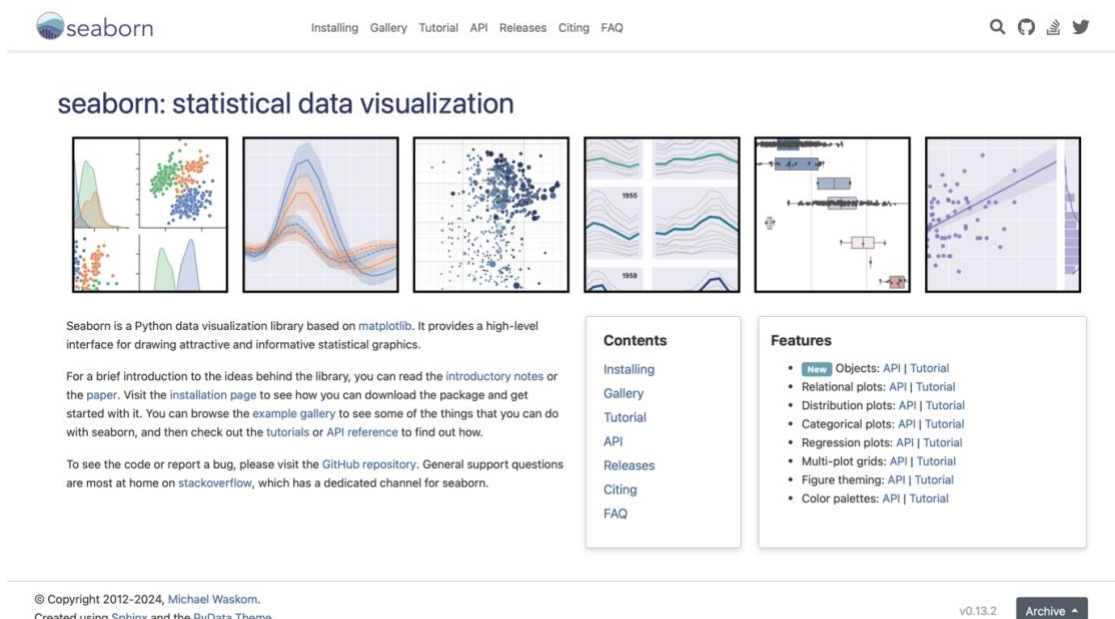 seaborn
Installing Gallery Tutorial API Releases Citing FAQ
seaborn: statistical data visualization
1955
1958
Seaborn is a Python data visualization library based on matplotlib. It provides a high-level
interface for drawing attractive and informative statistical graphics.
For a brief introduction to the ideas behind the library, you can read the introductory notes or
the paper. Visit the installation page to see how you can download the package and get
started with it. You can browse the example gallery to see some of the things that you can do
with seaborn, and then check out the tutorials or API reference to find out how.
To see the code or report a bug, please visit the GitHub repository. General support questions
are most at home on stackoverflow, which has a dedicated channel for seaborn.
Contents
Installing
Gallery
Tutorial
API
Releases
Citing
FAQ
Features
New Objects: API | Tutorial
Relational plots: API | Tutorial
Distribution plots: API | Tutorial
Categorical plots: API | Tutorial
Regression plots: API | Tutorial
Multi-plot grids: API | Tutorial
Figure theming: API | Tutorial
Color palettes: API | Tutorial
© Copyright 2012-2024, Michael Waskom.
Created using Sphinx and the PyData Theme.
v0.13.2
Archive